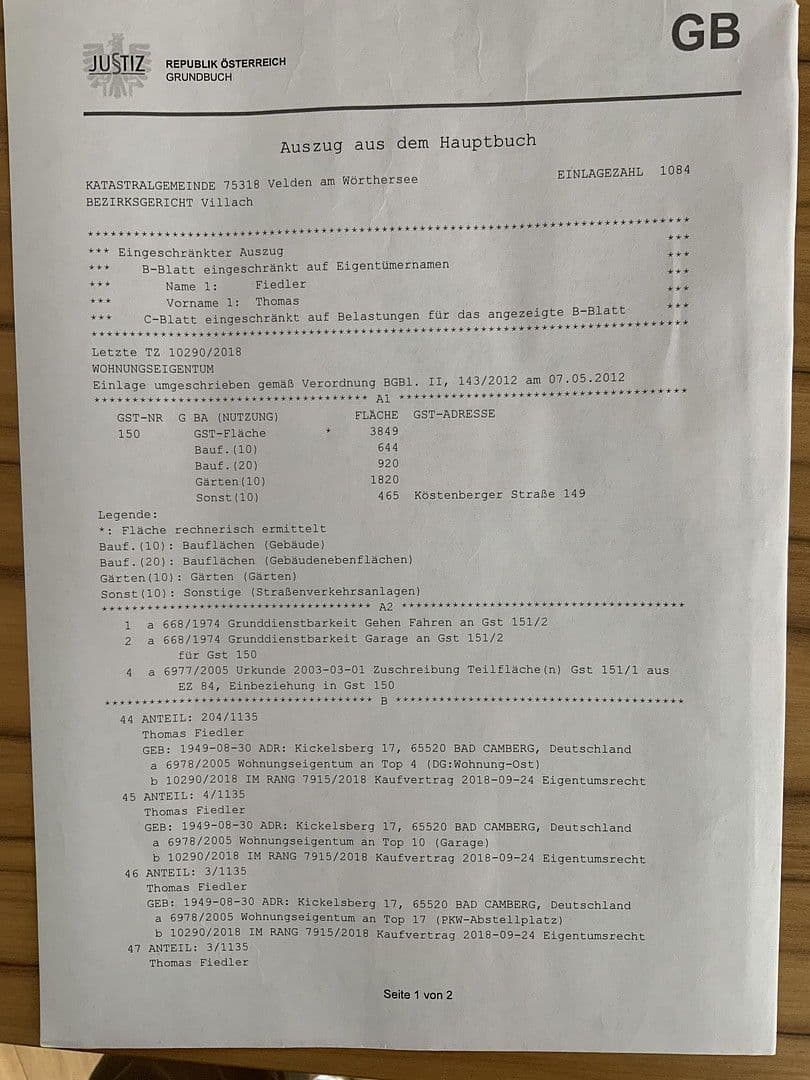 GB
JUSTIZ
REPUBLIK ÖSTERREICH
GRUNDBUCH
Auszug aus dem Hauptbuch
KATASTRALGEMEINDE 75318 Velden am Wörthersee EINLAGEZAHL 1084
BEZIRKSGERICHT Villach
*******************************************************************************
*** Eingeschränkter Auszug ***
*** B-Blatt eingeschränkt auf Eigentümernamen ***
*** Name 1: Fiedler ***
*** Vorname 1: Thomas ***
*** C-Blatt eingeschränkt auf Belastungen für das angezeigte B-Blatt ***
*******************************************************************************
Letzte TZ 10290/2018
WOHNUNGSEIGENTUM
Einlage umgeschrieben gemäß Verordnung BGBl. II, 143/2012 am 07.05.2012
************************************ A1 **************************************
GST-NR G BA (NUTZUNG) FLÄCHE GST-ADRESSE
150 GST-Fläche * 3849
Bauf.(10) 644
Bauf.(20) 920
Gärten(10) 1820
Sonst(10) 465 Köstenberger Straße 149
Legende:
*: Fläche rechnerisch ermittelt
Bauf.(10): Bauflächen (Gebäude)
Bauf.(20): Bauflächen (Gebäudenebenflächen)
Gärten(10): Gärten (Gärten)
Sonst(10): Sonstige (Straßenverkehrsanlagen)
************************************ A2 **************************************
1 a 668/1974 Grunddienstbarkeit Gehen Fahren an Gst 151/2
2 a 668/1974 Grunddienstbarkeit Garage an Gst 151/2
für Gst 150
4 a 6977/2005 Urkunde 2003-03-01 Zuschreibung Teilfläche(n) Gst 151/1 aus
EZ 84, Einbeziehung in Gst 150
************************************ B ***************************************
44 ANTEIL: 204/1135
Thomas Fiedler
GEB: 1949-08-30 ADR: Kickelsberg 17, 65520 BAD CAMBERG, Deutschland
a 6978/2005 Wohnungseigentum an Top 4 (DG:Wohnung-Ost)
b 10290/2018 IM RANG 7915/2018 Kaufvertrag 2018-09-24 Eigentumsrecht
45 ANTEIL: 4/1135
Thomas Fiedler
GEB: 1949-08-30 ADR: Kickelsberg 17, 65520 BAD CAMBERG, Deutschland
a 6978/2005 Wohnungseigentum an Top 10 (Garage)
b 10290/2018 IM RANG 7915/2018 Kaufvertrag 2018-09-24 Eigentumsrecht
46 ANTEIL: 3/1135
Thomas Fiedler
GEB: 1949-08-30 ADR: Kickelsberg 17, 65520 BAD CAMBERG, Deutschland
a 6978/2005 Wohnungseigentum an Top 17 (PKW-Abstellplatz)
b 10290/2018 IM RANG 7915/2018 Kaufvertrag 2018-09-24 Eigentumsrecht
47 ANTEIL: 3/1135
Thomas Fiedler
Seite 1 von 2